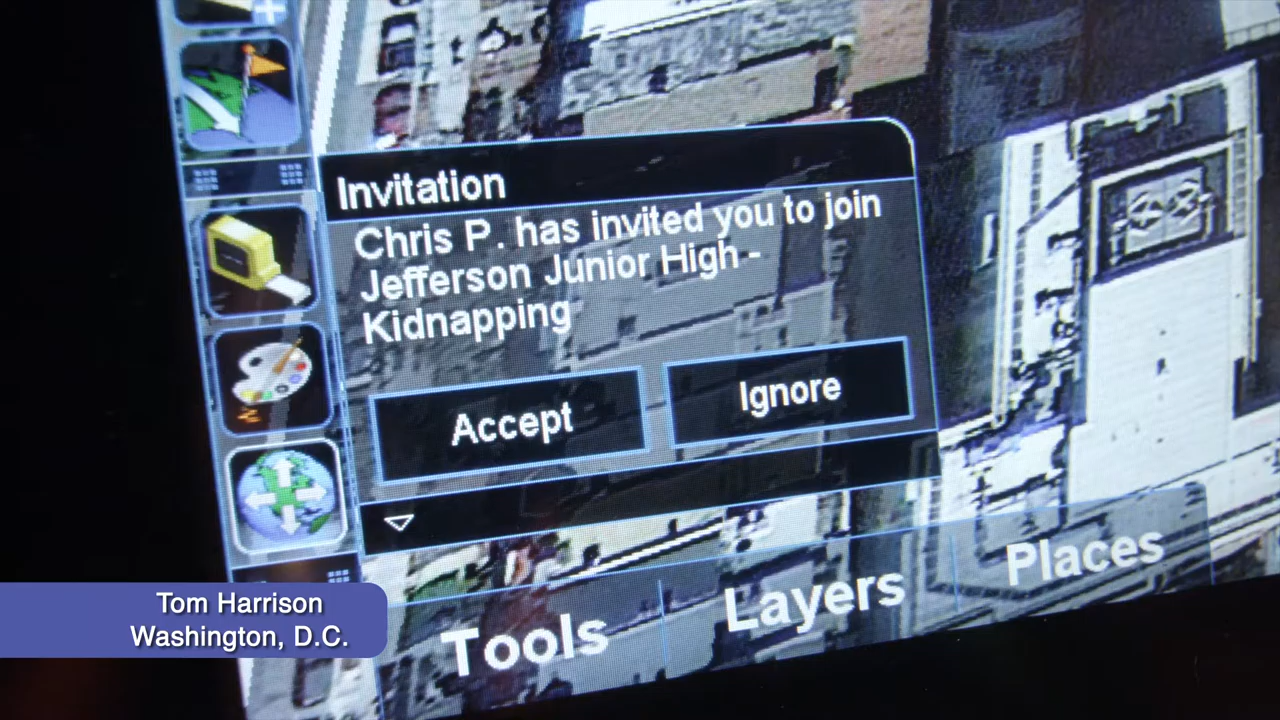 Invitation
Chris P. has invited you to join
Jefferson Junior High -
Kidnapping
Accept
Ignore
Tools
Layers
Places
Tom Harrison
Washington, D.C.